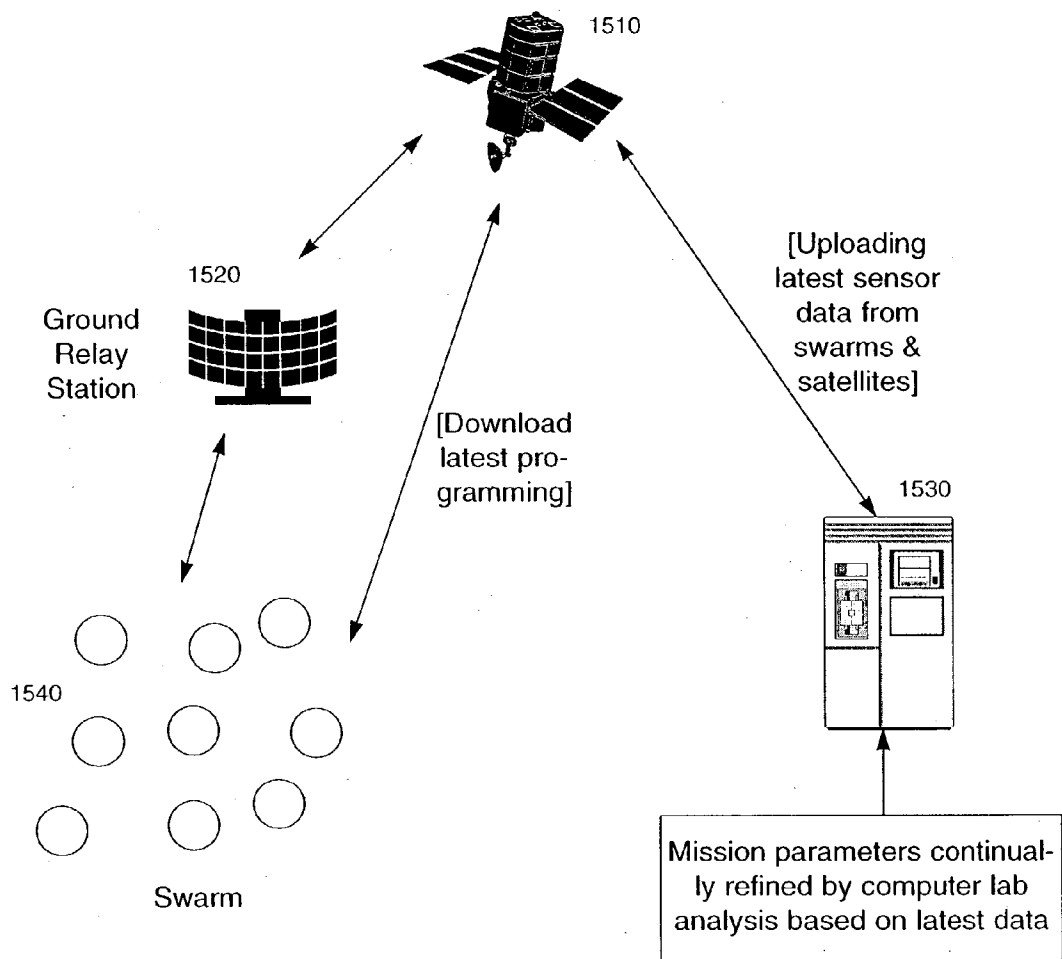 1510
1520
Ground
Relay
Station
[Uploading
latest sensor
data from
swarms &
satellites]
[Download
latest pro-
gramming]
1530
1540
Swarm
Mission parameters continual-
ly refined by computer lab
analysis based on latest data